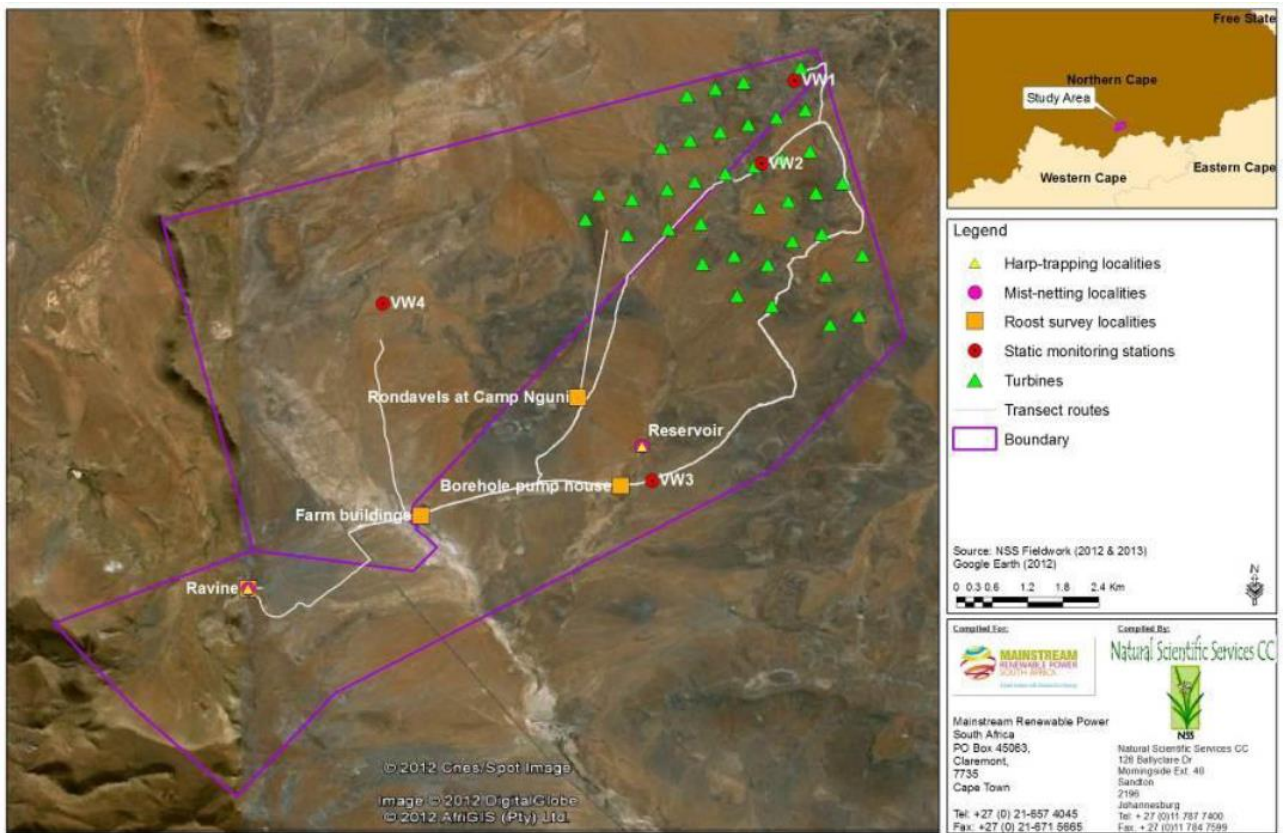 VW1
VW2
VW4
Rondavels at Camp Nguni
Reservoir
Borehole pump house
VW3
Farm buildings
Ravine
© 2012 Cnes/Spot Image
Image © 2012 DigitalGlobe
© 2012 AfriGIS (Pty) Ltd.
Free State
Northern Cape
Study Area
Western Cape
Eastern Cape
Legend
Harp-trapping localities
Mist-netting localities
Roost survey localities
Static monitoring stations
Turbines
Transect routes
Boundary
Source: NSS Fieldwork (2012 & 2013)
Google Earth (2012)
N
0 0.3 0.6 1.2 1.8 2.4 Km
Compiled For:
MAINSTREAM
RENEWABLE POWER
SOUTH AFRICA
Mainstream Renewable Power
South Africa
PO Box 45063,
Claremont,
7735
Cape Town
Tel: +27 (0) 21-657 4045
Fax: +27 (0) 21-671 5665
Compiled By:
Natural Scientific Services CC
NSS
Natural Scientific Services CC
126 Ballyclare Dr
Morningside Ext. 40
Sandton
2196
Johannesburg
Tel: + 27 (0)11 787 7400
Fax: + 27 (0)11 784 7599